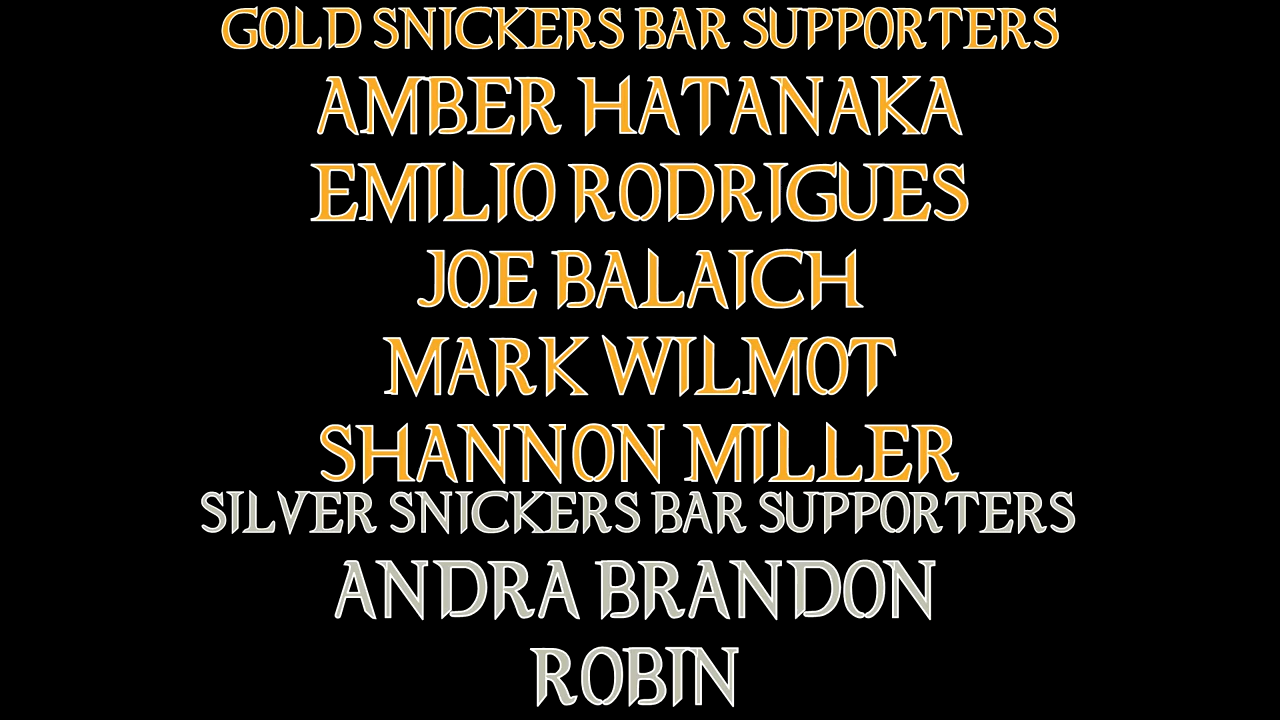 GOLD SNICKERS BAR SUPPORTERS
AMBER HATANAKA
EMILIO RODRIGUES
JOE BALAICH
MARK WILMOT
SHANNON MILLER
SILVER SNICKERS BAR SUPPORTERS
ANDRA BRANDON
ROBIN